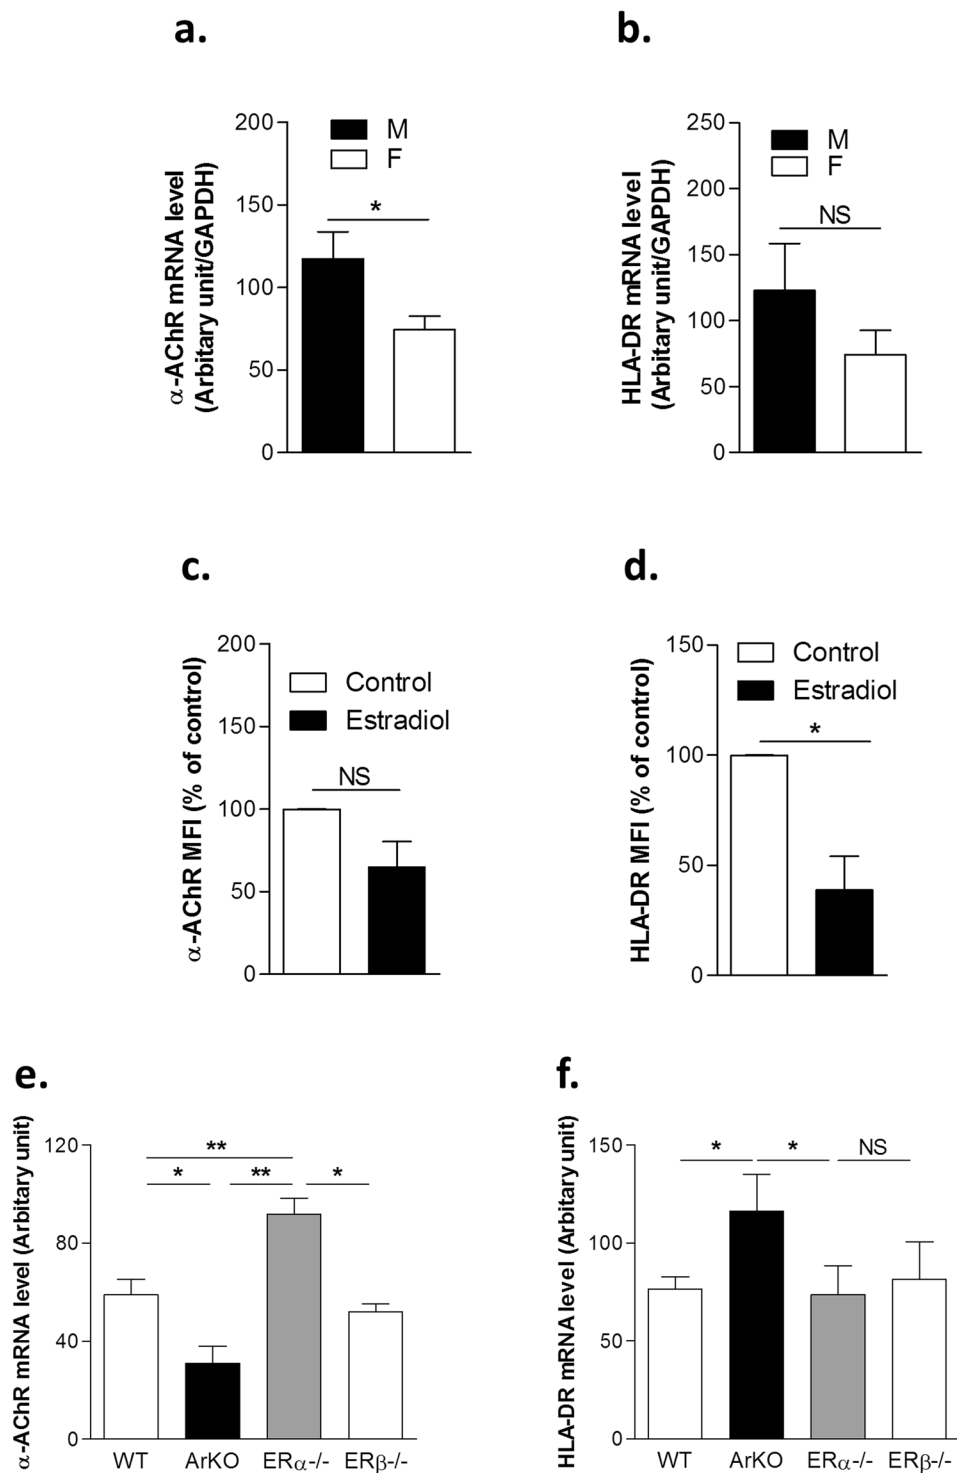 a.
α-AChR mRNA level
(Arbitary unit/GAPDH)
200
150
100
50
0
M
F
*
b.
HLA-DR mRNA level
(Arbitary unit/GAPDH)
250
200
150
100
50
0
M
F
NS
c.
α-AChR MFI (% of control)
200
150
100
50
0
Control
Estradiol
NS
d.
HLA-DR MFI (% of control)
150
100
50
0
Control
Estradiol
*
e.
α-AChR mRNA level (Arbitary unit)
120
80
40
0
**
* ** *
WT ArKO ERα-/- ERβ-/-
f.
HLA-DR mRNA level (Arbitary unit)
150
100
50
0
* * NS
WT ArKO ERα-/- ERβ-/-